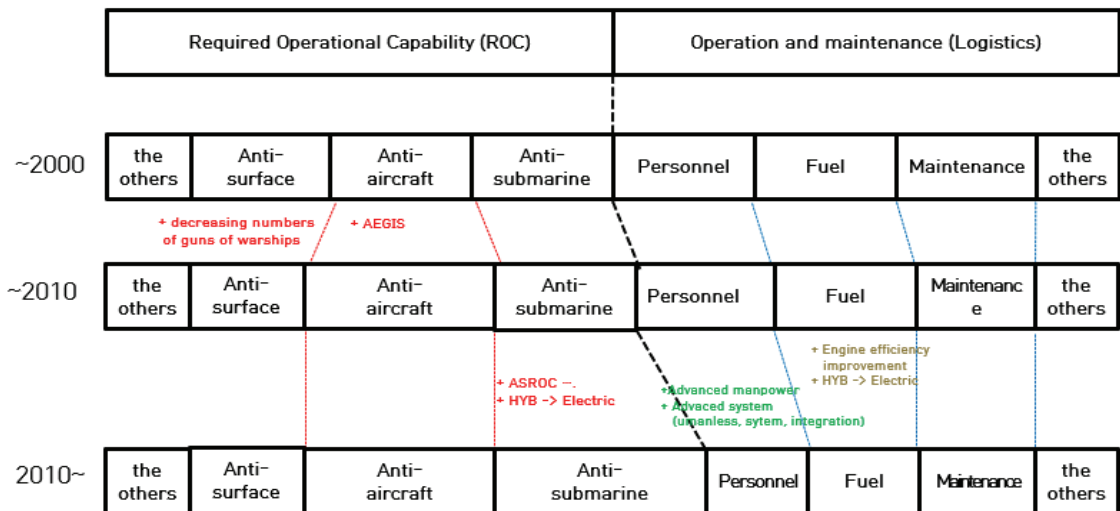 Required Operational Capability (ROC)
Operation and maintenance (Logistics)
~2000
the
others
Anti-
surface
Anti-
aircraft
Anti-
submarine
Personnel
Fuel
Maintenance
the
others
+ decreasing numbers
of guns of warships
+ AEGIS
~2010
the
others
Anti-
surface
Anti-
aircraft
Anti-
submarine
Personnel
Fuel
Maintenanc
e
the
others
+ ASROC ….
+ HYB -> Electric
+Advanced manpower
+ Advaced system
(umanless, sytem, integration)
+ Engine efficiency
improvement
+ HYB -> Electric
2010~
the
others
Anti-
surface
Anti-
aircraft
Anti-
submarine
Personnel
Fuel
Maintenance
the
others